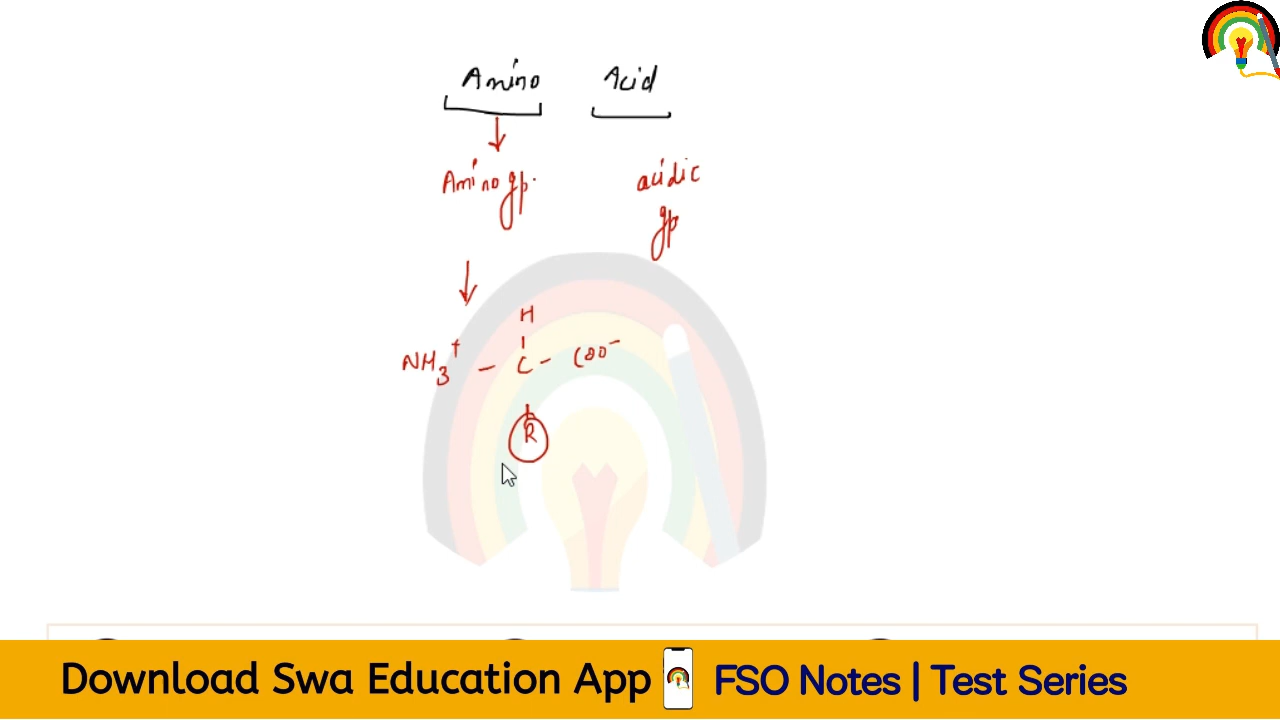 Amino Acid
Amino gp. acidic
gp
H
NH3+ - C - COO-
R
Download Swa Education App FSO Notes | Test Series